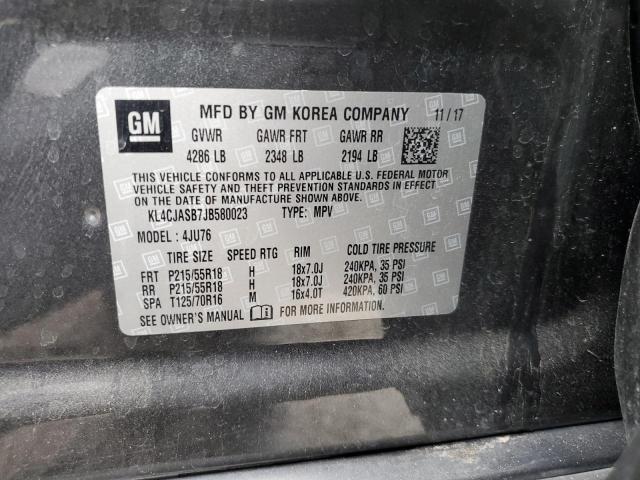 GM
MFD BY GM KOREA COMPANY 11/17
GVWR GAWR FRT GAWR RR
4286 LB 2348 LB 2194 LB
THIS VEHICLE CONFORMS TO ALL APPLICABLE U.S. FEDERAL MOTOR
VEHICLE SAFETY AND THEFT PREVENTION STANDARDS IN EFFECT
ON THE DATE OF MANUFACTURE SHOWN ABOVE.
KL4CJASB7JB580023 TYPE: MPV
MODEL : 4JU76
TIRE SIZE SPEED RTG RIM COLD TIRE PRESSURE
FRT P215/55R18 H 18x7.0J 240KPA, 35 PSI
RR P215/55R18 H 18x7.0J 240KPA, 35 PSI
SPA T125/70R16 M 16x4.0T 420KPA, 60 PSI
SEE OWNER'S MANUAL FOR MORE INFORMATION.